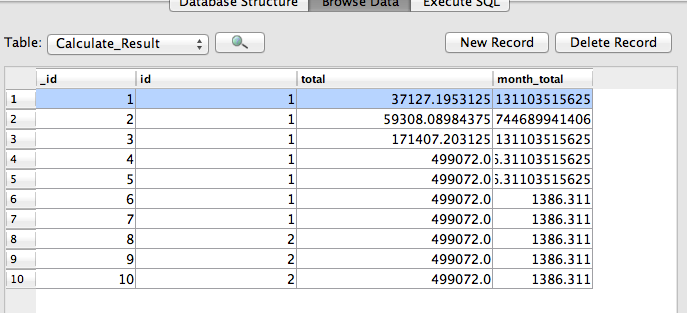 Database Structure Browse Data Execute SQL
Table: Calculate_Result New Record Delete Record
_id id total month_total
1 1 1 37127.1953125 131103515625
2 2 1 59308.08984375 744689941406
3 3 1 171407.203125 131103515625
4 4 1 499072.0 5.31103515625
5 5 1 499072.0 5.31103515625
6 6 1 499072.0 1386.311
7 7 1 499072.0 1386.311
8 8 2 499072.0 1386.311
9 9 2 499072.0 1386.311
10 10 2 499072.0 1386.311